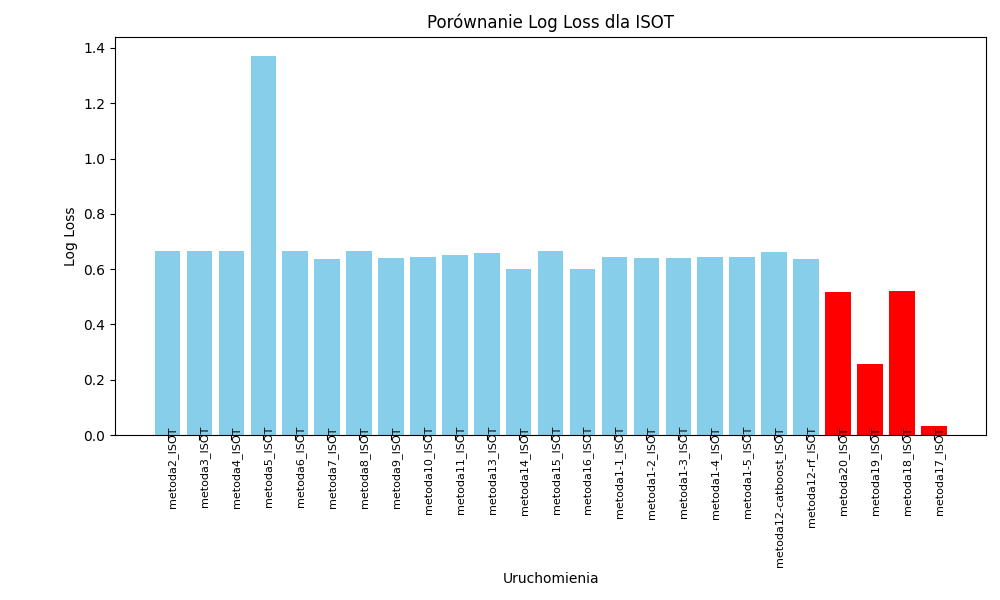 Porównanie Log Loss dla ISOT
1.4
1.2
1.0
0.8
0.6
0.4
0.2
0.0
Log Loss
metoda2_ISOT
metoda3_ISOT
metoda4_ISOT
metoda5_ISOT
metoda6_ISOT
metoda7_ISOT
metoda8_ISOT
metoda9_ISOT
metoda10_ISOT
metoda11_ISOT
metoda13_ISOT
metoda14_ISOT
metoda15_ISOT
metoda16_ISOT
metoda1-1_ISOT
metoda1-2_ISOT
metoda1-3_ISOT
metoda1-4_ISOT
metoda1-5_ISOT
metoda12-catboost_ISOT
metoda12-rf_ISOT
metoda20_ISOT
metoda19_ISOT
metoda18_ISOT
metoda17_ISOT
Uruchomienia